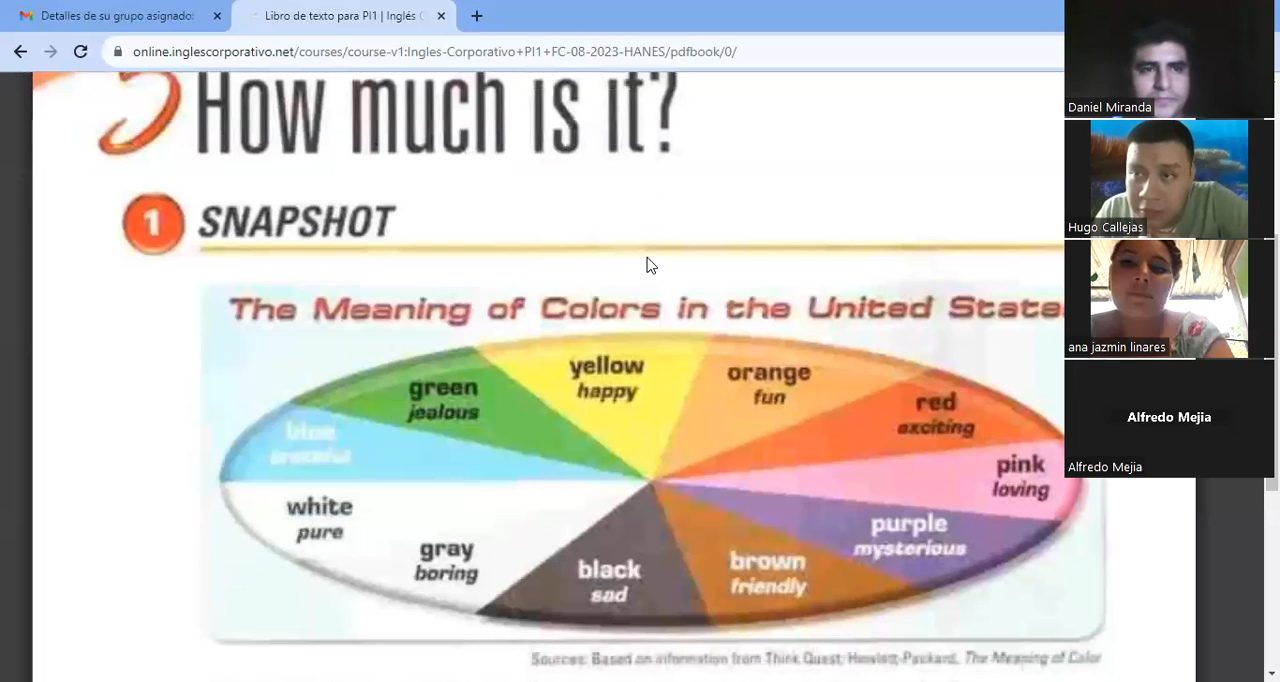 Detalles de su grupo asignado:
Libro de texto para PI1 | Inglés C
online.inglescorporativo.net/courses/course-v1:Ingles-Corporativo+PI1+FC-08-2023-HANES/pdfbook/0/
How much is it?
1 SNAPSHOT
The Meaning of Colors in the United State
yellow
happy
orange
fun
green
jealous
red
exciting
blue
pink
loving
white
pure
purple
mysterious
gray
boring
black
sad
brown
friendly
Sources: Based on information from Think Quest; Hewlett-Packard, The Meaning of Color
Daniel Miranda
Hugo Callejas
ana jazmin linares
Alfredo Mejia
Alfredo Mejia